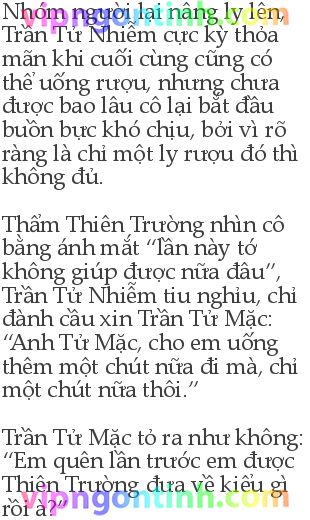 Nhóm người lại nâng ly lên,
Trần Tử Nhiễm cực kỳ thỏa
mãn khi cuối cùng cũng có
thể uống rượu, nhưng chưa
được bao lâu cô lại bắt đầu
buồn bực khó chịu, bởi vì rõ
ràng là chỉ một ly rượu đó thì
không đủ.
Thẩm Thiên Trường nhìn cô
bằng ánh mắt “lần này tớ
không giúp được nữa đâu”,
Trần Tử Nhiễm tiu nghỉu, chỉ
đành cầu xin Trần Tử Mặc:
“Anh Tử Mặc, cho em uống
thêm một chút nữa đi mà, chỉ
một chút nữa thôi.”
Trần Tử Mặc tỏ ra như không:
“Em quên lần trước em được
Thiên Trường đưa về kiểu gì
rồi à?”
vipngontinh.com
vipngontinh.com